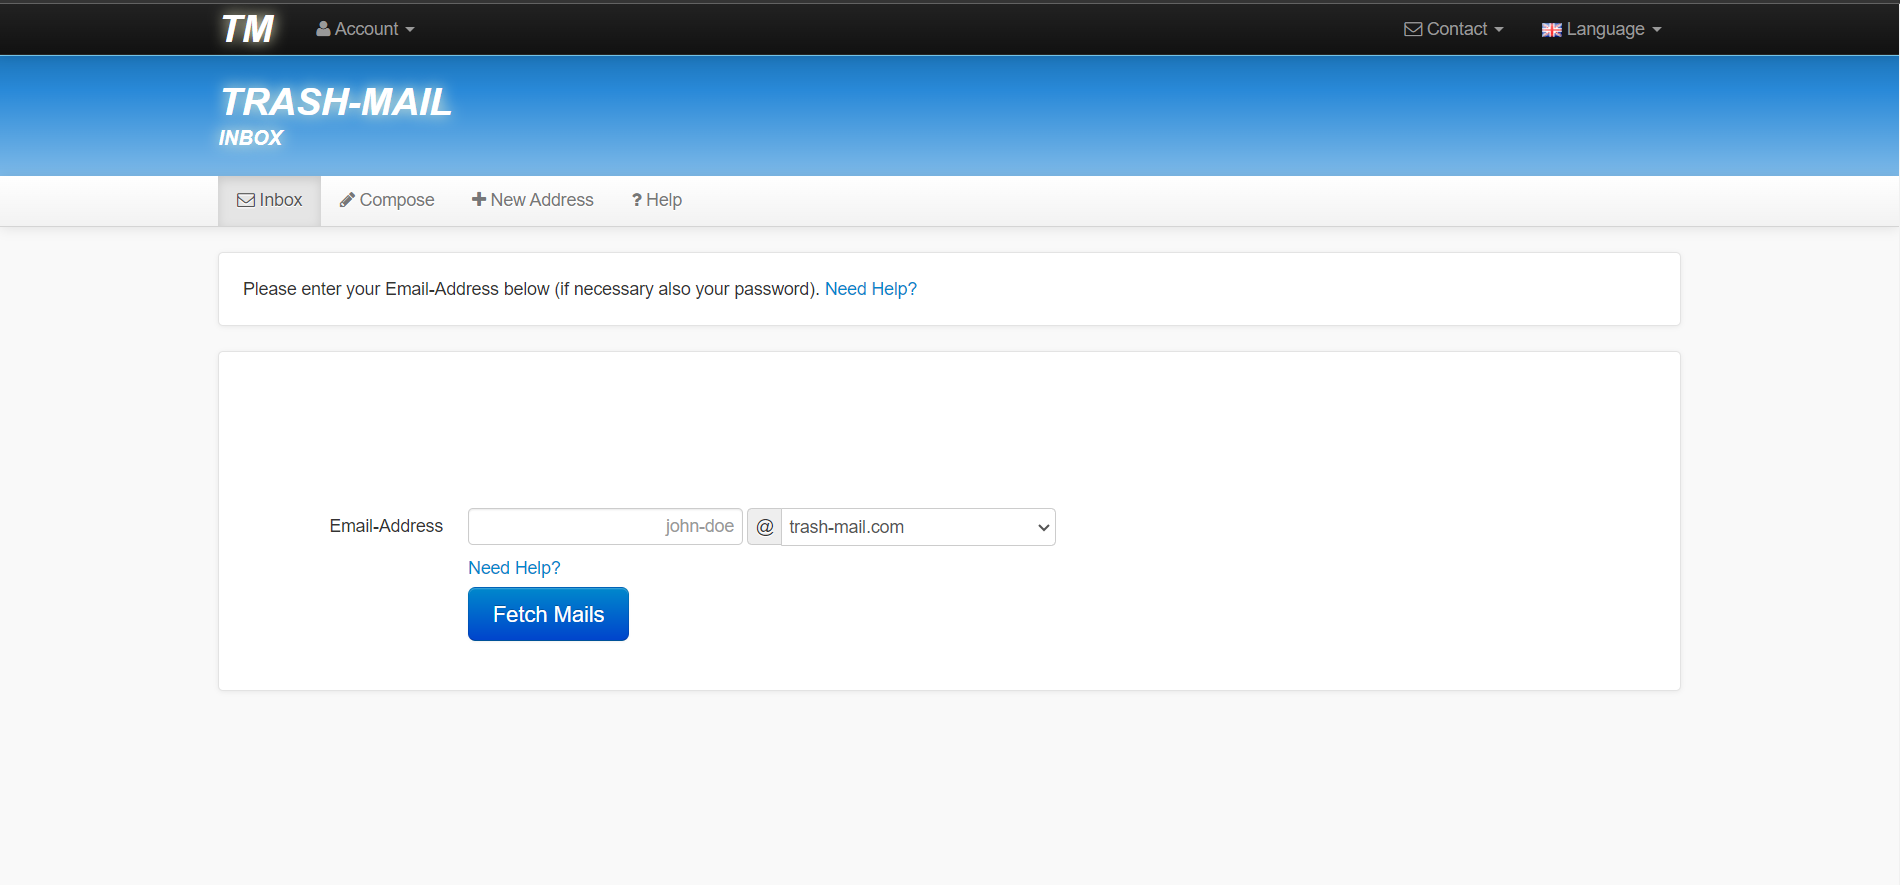 TM Account Contact Language
TRASH-MAIL
INBOX
Inbox Compose New Address ? Help
Please enter your Email-Address below (if necessary also your password). Need Help?
Email-Address john-doe @ trash-mail.com
Need Help?
Fetch Mails